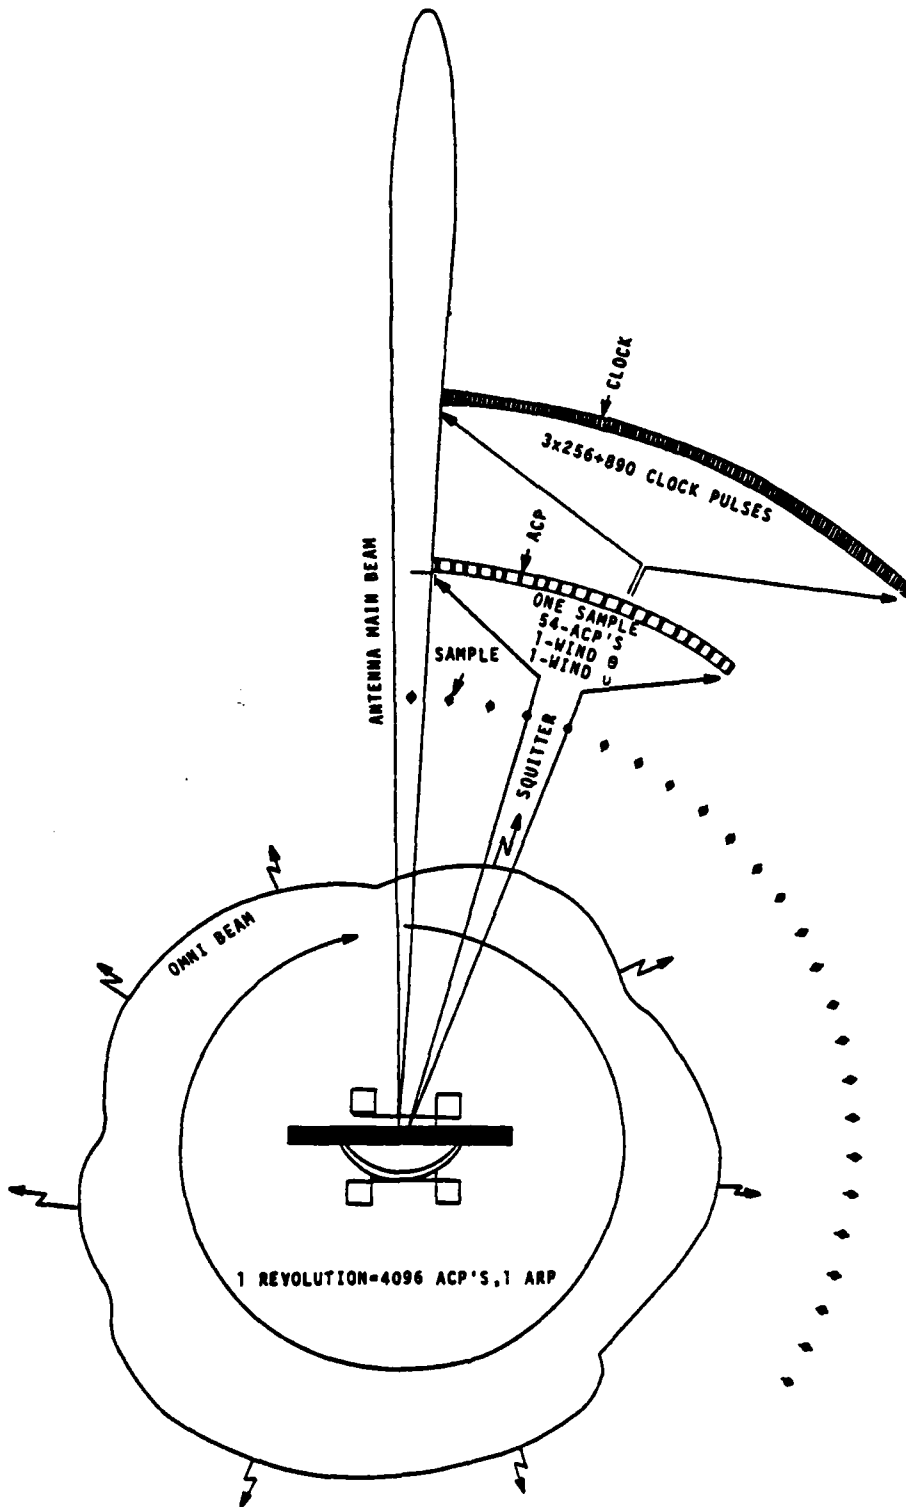 CLOCK
3x256+890 CLOCK PULSES
ACP
ANTENNA MAIN BEAM
ONE SAMPLE
54-ACP'S
1-WIND θ
1-WIND U
SAMPLE
SQUITTER
OMNI BEAM
1 REVOLUTION=4096 ACP'S,1 ARP